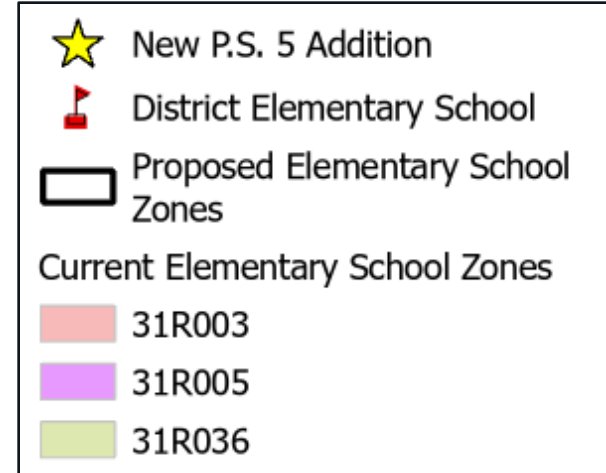 New P.S. 5 Addition
District Elementary School
Proposed Elementary School
Zones
Current Elementary School Zones
31R003
31R005
31R036